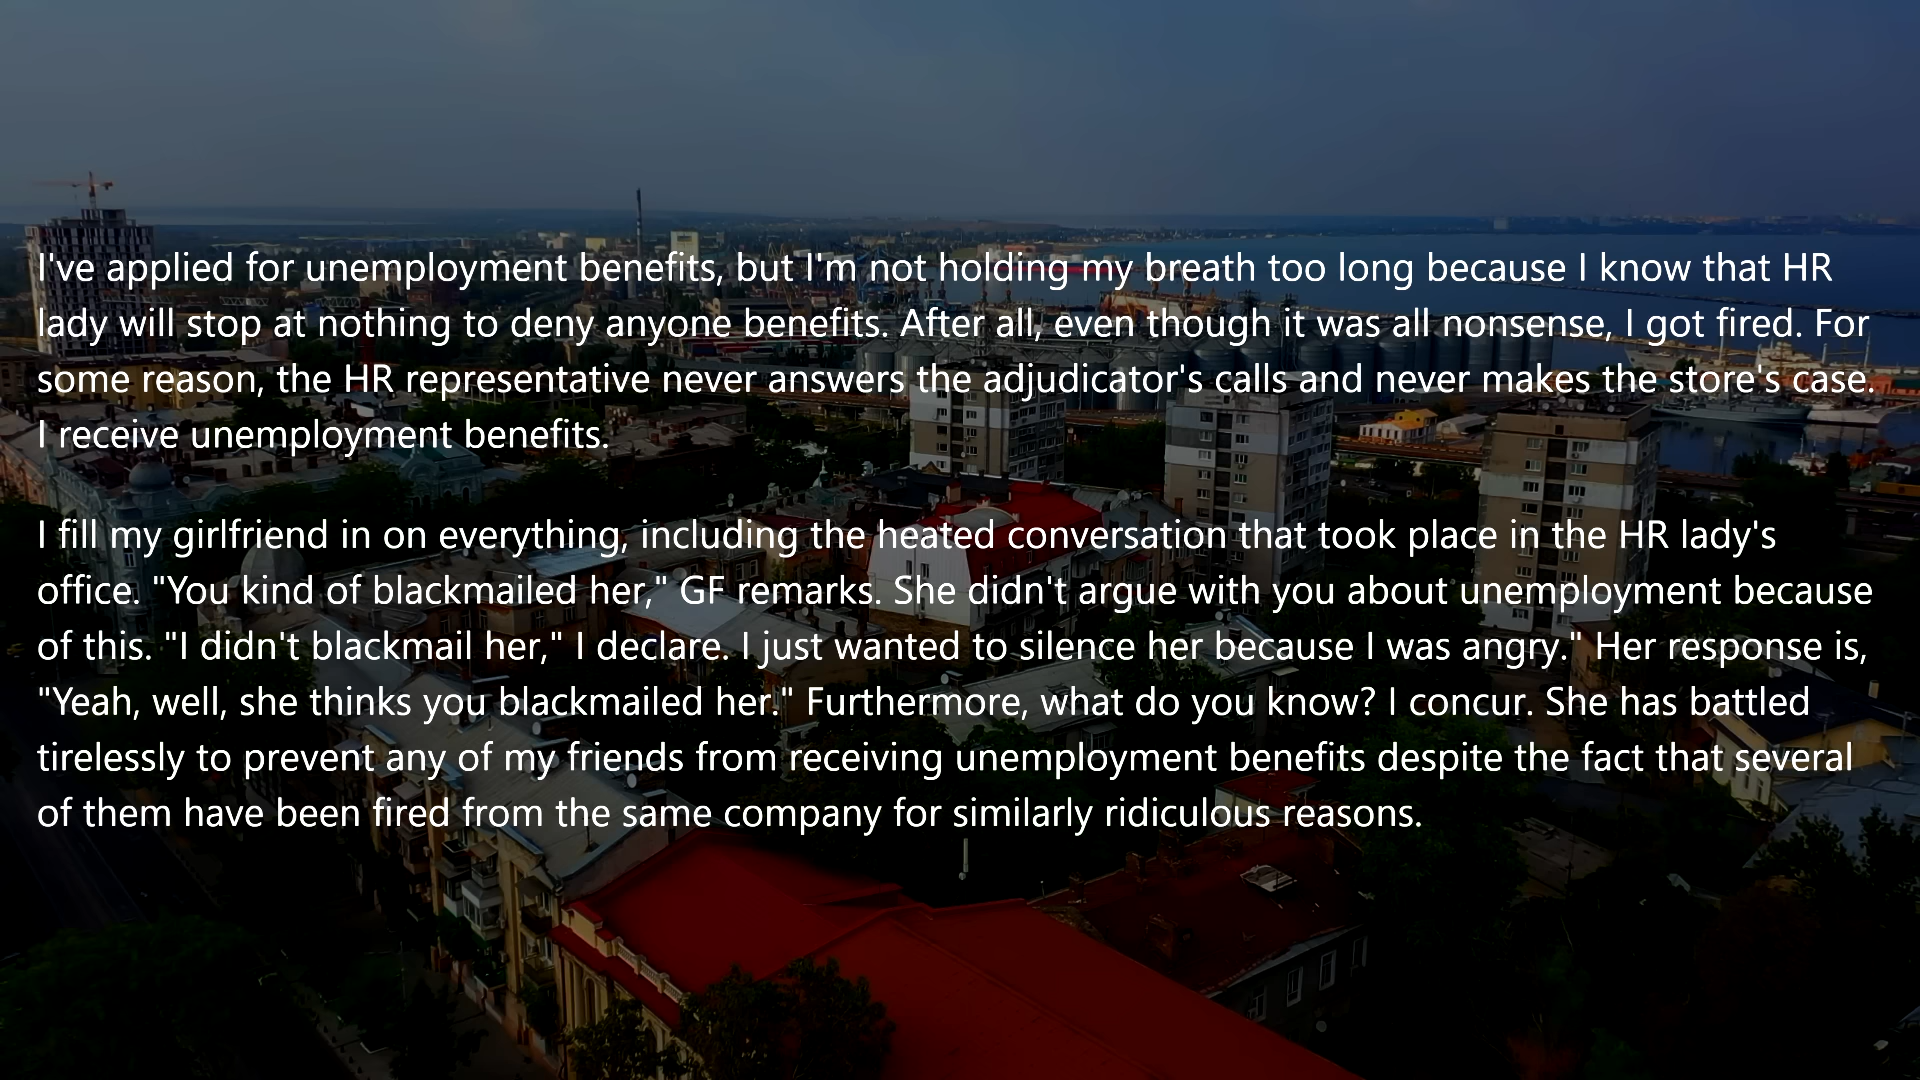 I've applied for unemployment benefits, but I'm not holding my breath too long because I know that HR
lady will stop at nothing to deny anyone benefits. After all, even though it was all nonsense, I got fired. For
some reason, the HR representative never answers the adjudicator's calls and never makes the store's case.
I receive unemployment benefits.
I fill my girlfriend in on everything, including the heated conversation that took place in the HR lady's
office. "You kind of blackmailed her," GF remarks. She didn't argue with you about unemployment because
of this. "I didn't blackmail her," I declare. I just wanted to silence her because I was angry." Her response is,
"Yeah, well, she thinks you blackmailed her." Furthermore, what do you know? I concur. She has battled
tirelessly to prevent any of my friends from receiving unemployment benefits despite the fact that several
of them have been fired from the same company for similarly ridiculous reasons.